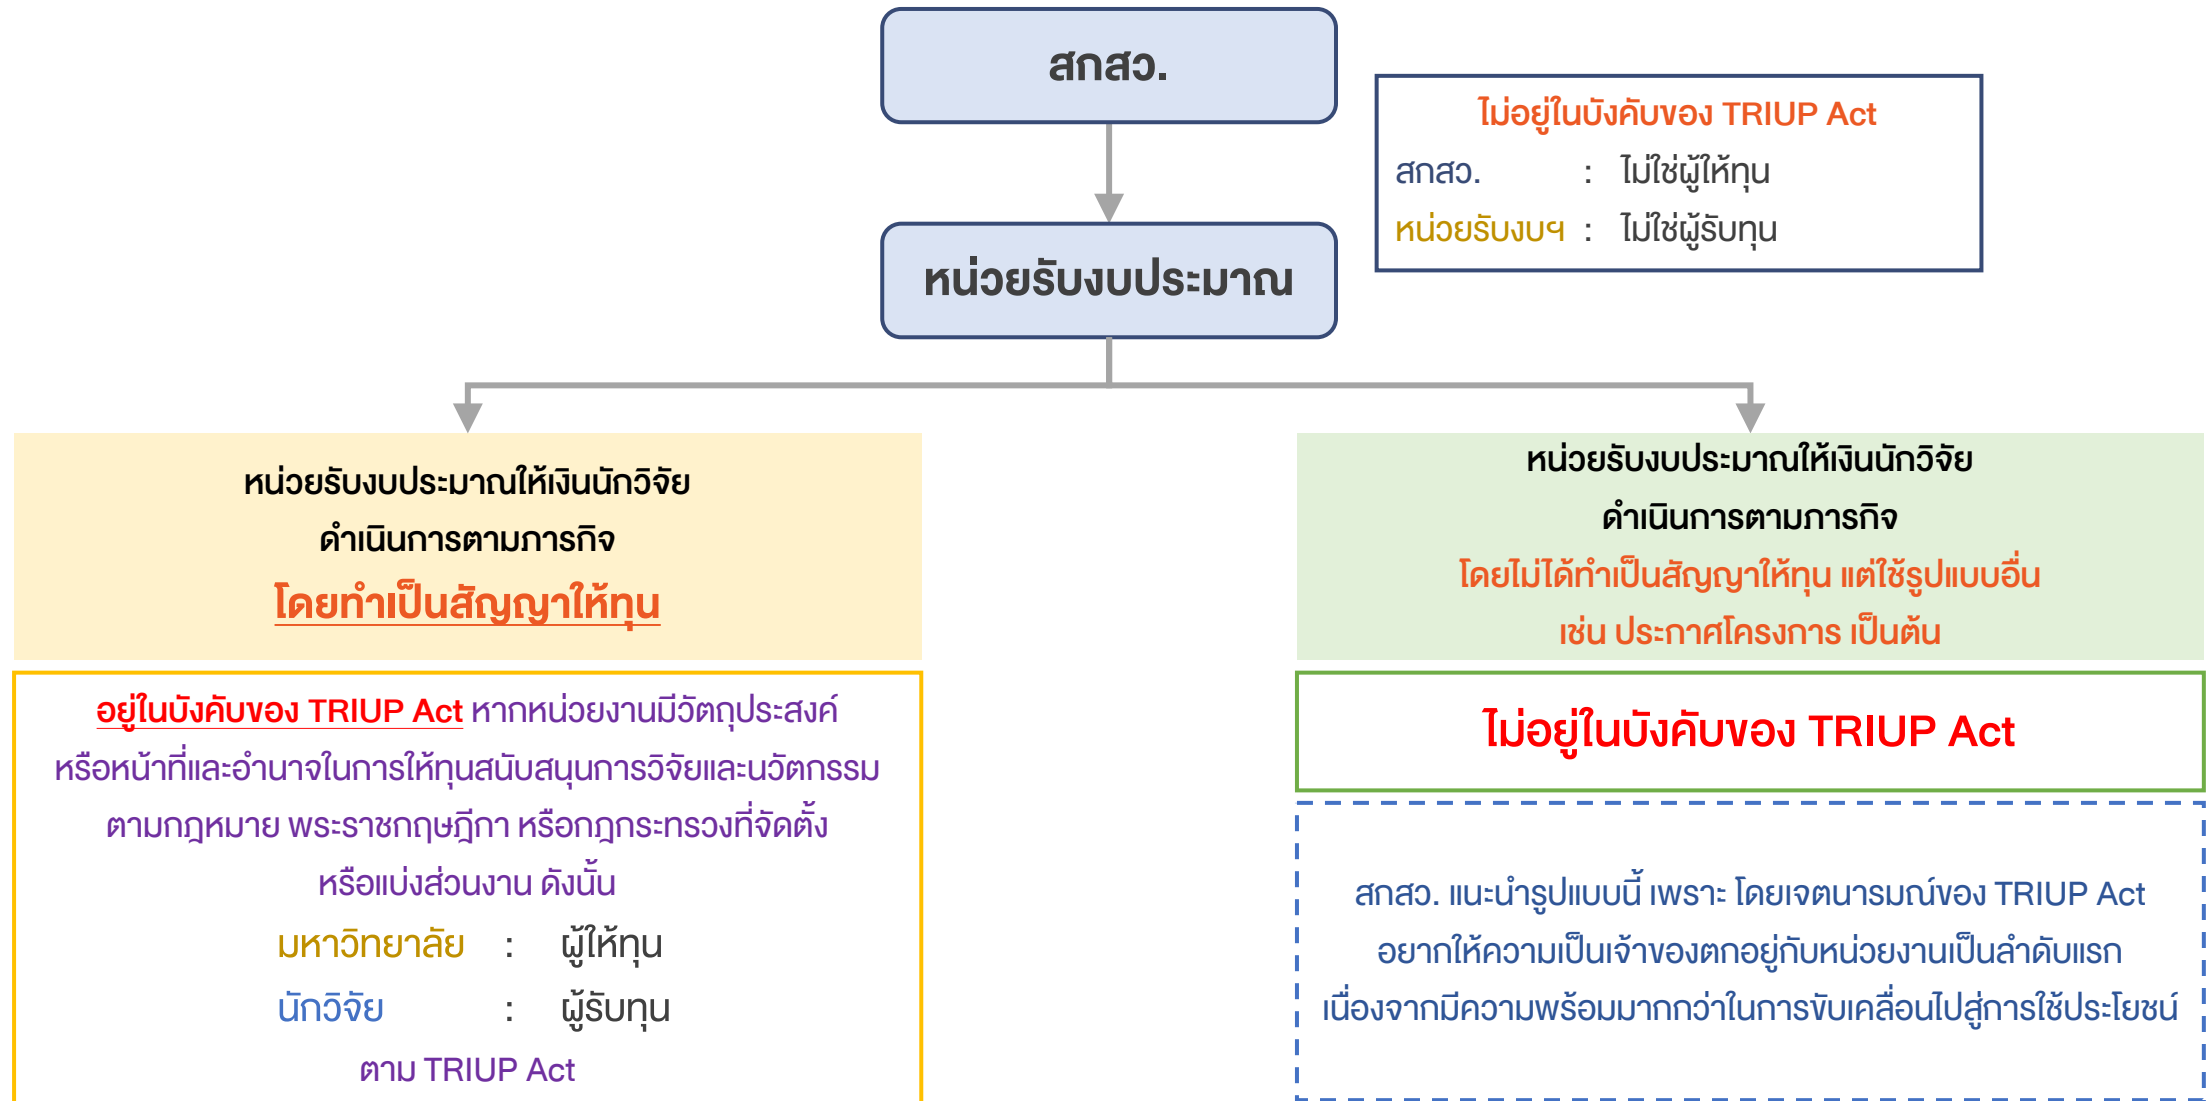 สกสว.
ไม่อยู่ในบังคับของ TRIUP Act
สกสว. : ไม่ใช่ผู้ให้ทุน
หน่วยรับงบฯ : ไม่ใช่ผู้รับทุน
หน่วยรับงบประมาณ
หน่วยรับงบประมาณให้เงินนักวิจัย
ดำเนินการตามภารกิจ
โดยทำเป็นสัญญาให้ทุน
อยู่ในบังคับของ TRIUP Act หากหน่วยงานมีวัตถุประสงค์
หรือหน้าที่และอำนาจในการให้ทุนสนับสนุนการวิจัยและนวัตกรรม
ตามกฎหมาย พระราชกฤษฎีกา หรือกฎกระทรวงที่จัดตั้ง
หรือแบ่งส่วนงาน ดังนั้น
มหาวิทยาลัย : ผู้ให้ทุน
นักวิจัย : ผู้รับทุน
ตาม TRIUP Act
หน่วยรับงบประมาณให้เงินนักวิจัย
ดำเนินการตามภารกิจ
โดยไม่ได้ทำเป็นสัญญาให้ทุน แต่ใช้รูปแบบอื่น
เช่น ประกาศโครงการ เป็นต้น
ไม่อยู่ในบังคับของ TRIUP Act
สกสว. แนะนำรูปแบบนี้ เพราะ โดยเจตนารมณ์ของ TRIUP Act
อยากให้ความเป็นเจ้าของตกอยู่กับหน่วยงานเป็นลำดับแรก
เนื่องจากมีความพร้อมมากกว่าในการขับเคลื่อนไปสู่การใช้ประโยชน์